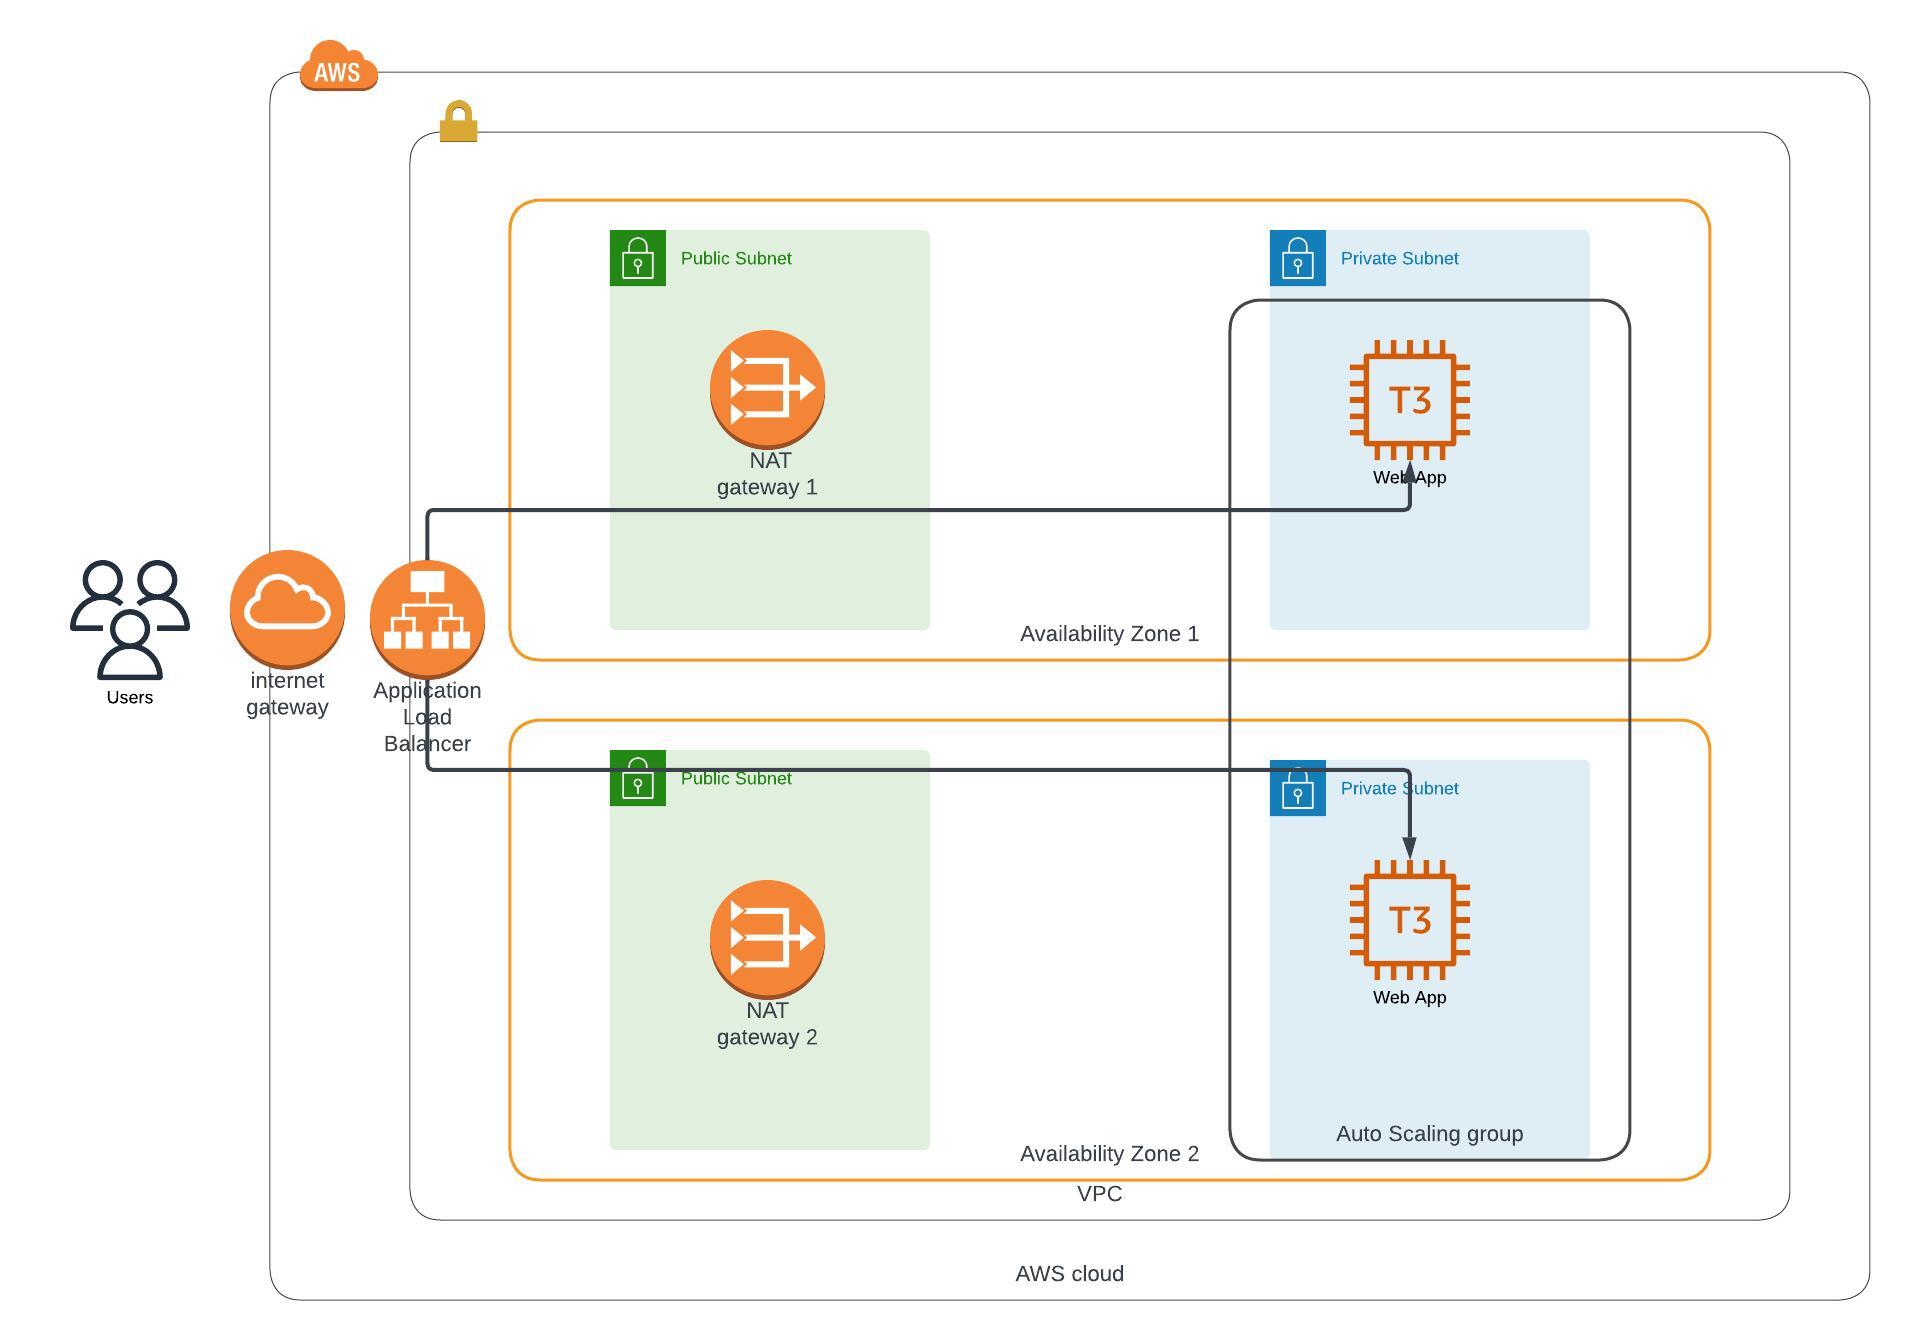 AWS
Public Subnet
Private Subnet
T3
Web App
NAT
gateway 1
Availability Zone 1
Users
internet
gateway
Application
Load
Balancer
Public Subnet
Private Subnet
T3
Web App
NAT
gateway 2
Auto Scaling group
Availability Zone 2
VPC
AWS cloud